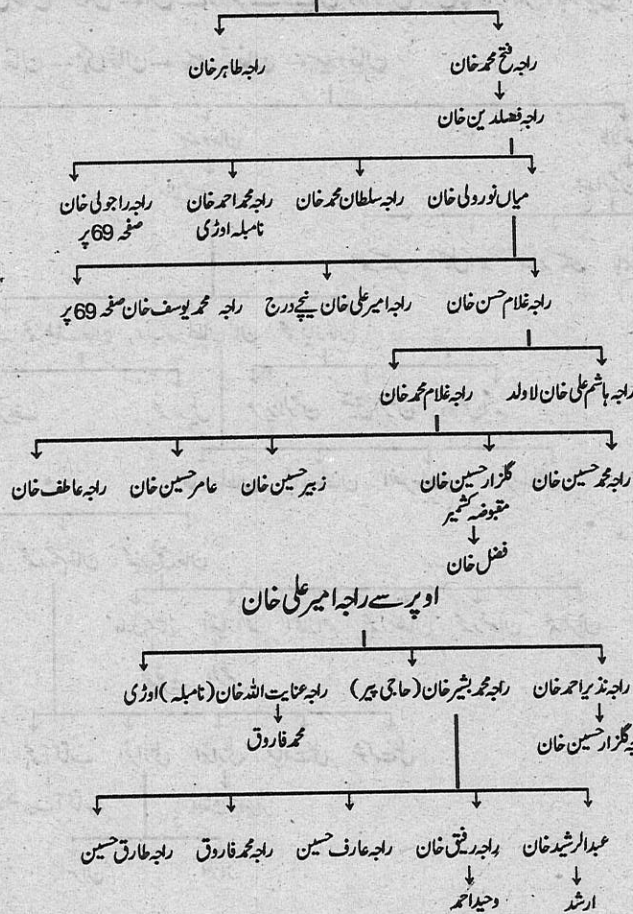 راجہ فتح محمد خان راجہ طاہر خان
راجہ فضلدین خان
میاں نور ولی خان راجہ سلطان محمد خان راجہ محمد احمد خان راجہ راجولی خان
نامبلہ اوڑی صفحہ 69 پر
راجہ غلام حسن خان راجہ امیر علی خان نیچے درج راجہ محمد یوسف خان صفحہ 69 پر
راجہ ہاشم علی خان لاولد راجہ غلام محمد خان
راجہ محمد حسین خان گلزار حسین خان زبیر حسین خان عامر حسین خان راجہ عاطف خان
مقبوضہ کشمیر
فضل خان
اوپر سے راجہ امیر علی خان
راجہ نذیر احمد خان راجہ محمد بشیر خان (حاجی پیر) راجہ عنایت اللہ خان (نامبلہ) اوڑی
جہ گلزار حسین خان محمد فاروق
عبدالرشید خان راجہ رفیق خان راجہ عارف حسین راجہ محمد فاروق راجہ طارق حسین
ارشد وحید احمد